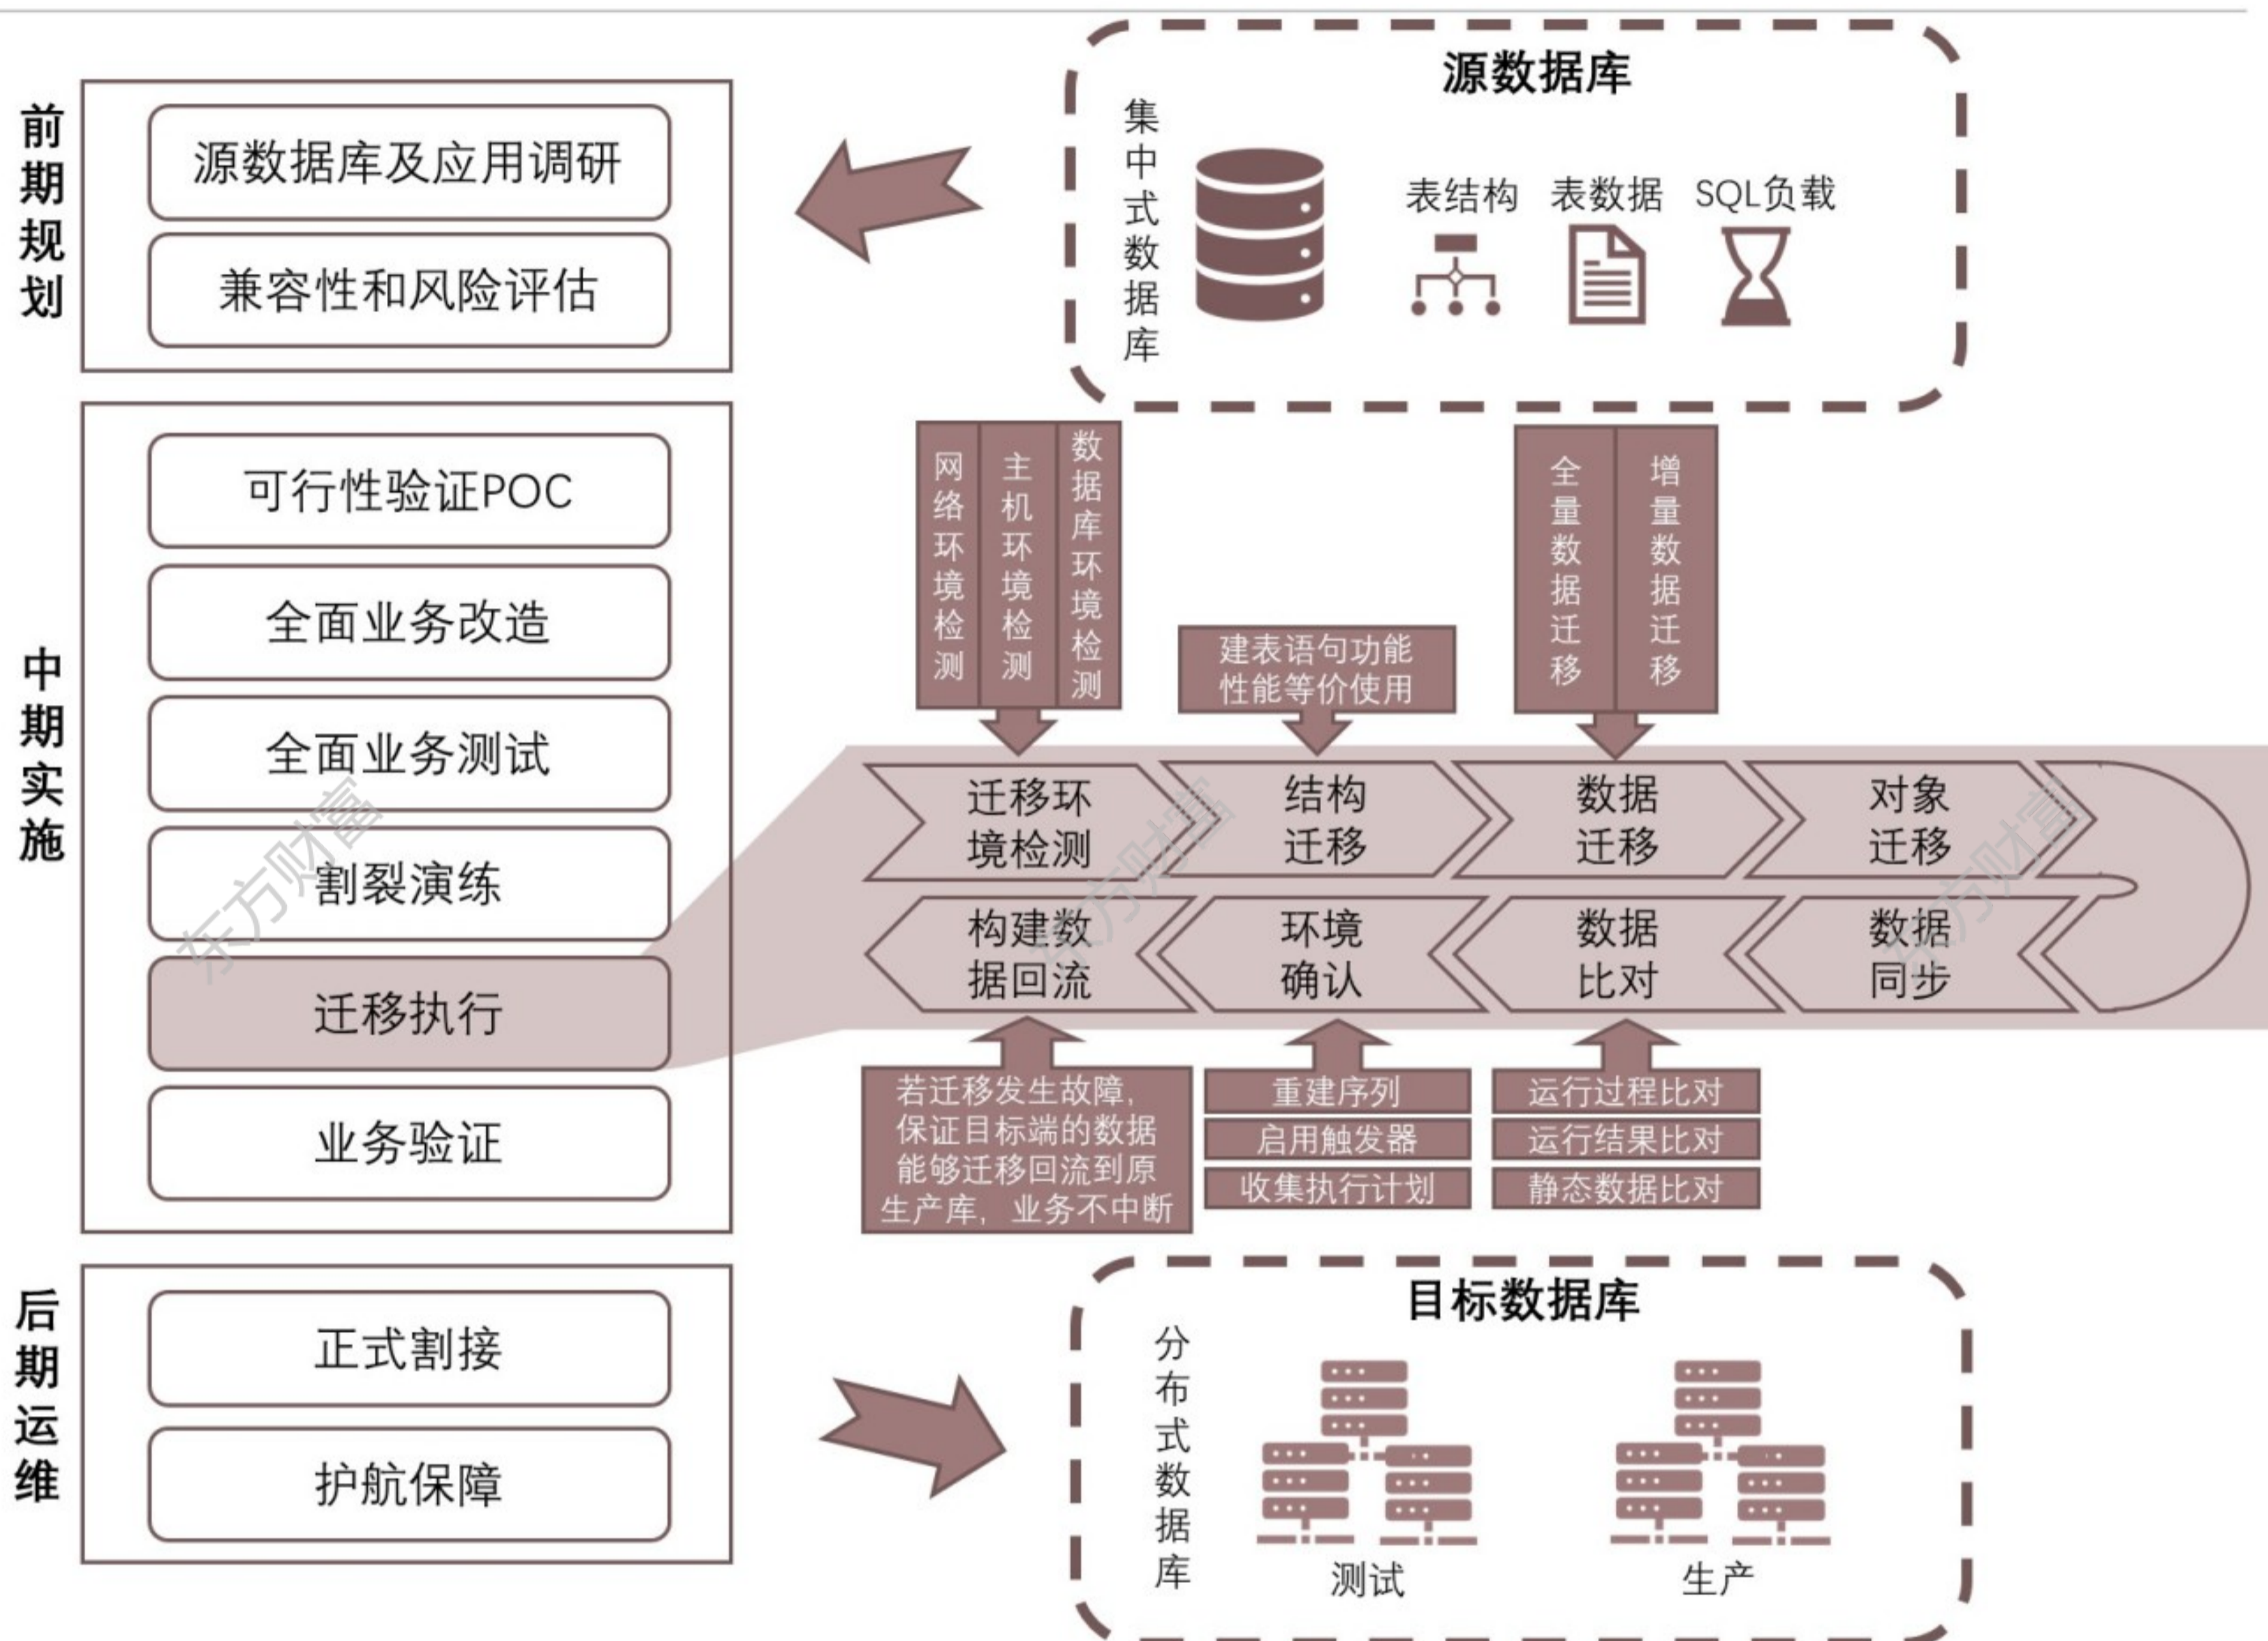 前期规划
源数据库及应用调研
兼容性和风险评估
源数据库
集中式数据库
表结构
表数据
SQL负载
中期实施
可行性验证POC
全面业务改造
全面业务测试
割裂演练
迁移执行
业务验证
网络环境检测
主机环境检测
数据库环境检测
建表语句功能
性能等价使用
全量数据迁移
增量数据迁移
迁移环
境检测
结构
迁移
数据
迁移
对象
迁移
构建数
据回流
环境
确认
数据
比对
数据
同步
若迁移发生故障,
保证目标端的数据
能够迁移回流到原
生产库, 业务不中断
重建序列
启用触发器
收集执行计划
运行过程比对
运行结果比对
静态数据比对
后期运维
正式割接
护航保障
目标数据库
分布式数据库
测试
生产
东方财富
东方财富
东方财富